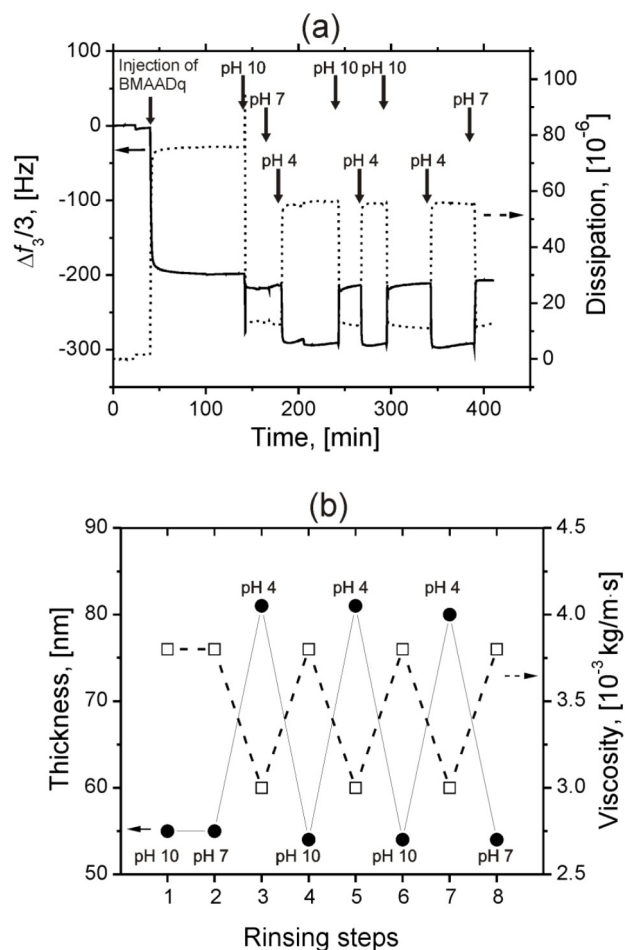 (a)
100
0
-100
-200
-300
Δf₃/3, [Hz]
Injection of
BMAADq
pH 10
pH 7
pH 4
pH 10
pH 4
pH 10
pH 4
pH 7
100
80
60
40
20
0
Dissipation, [10⁻⁶]
0 100 200 300 400
Time, [min]
(b)
90
80
70
60
50
Thickness, [nm]
pH 4 pH 4 pH 4
pH 10 pH 7 pH 10 pH 10 pH 7
4.5
4.0
3.5
3.0
2.5
Viscosity, [10⁻³ kg/m·s]
1 2 3 4 5 6 7 8
Rinsing steps